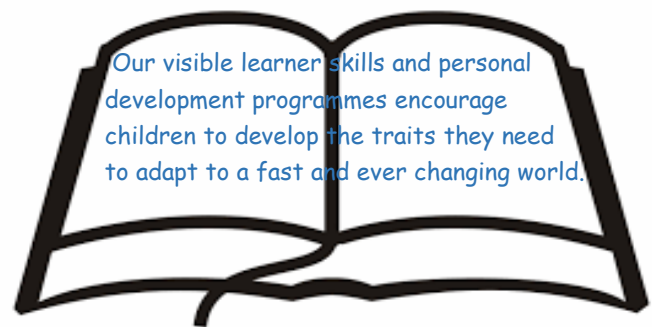 Our visible learner skills and personal
development programmes encourage
children to develop the traits they need
to adapt to a fast and ever changing world.